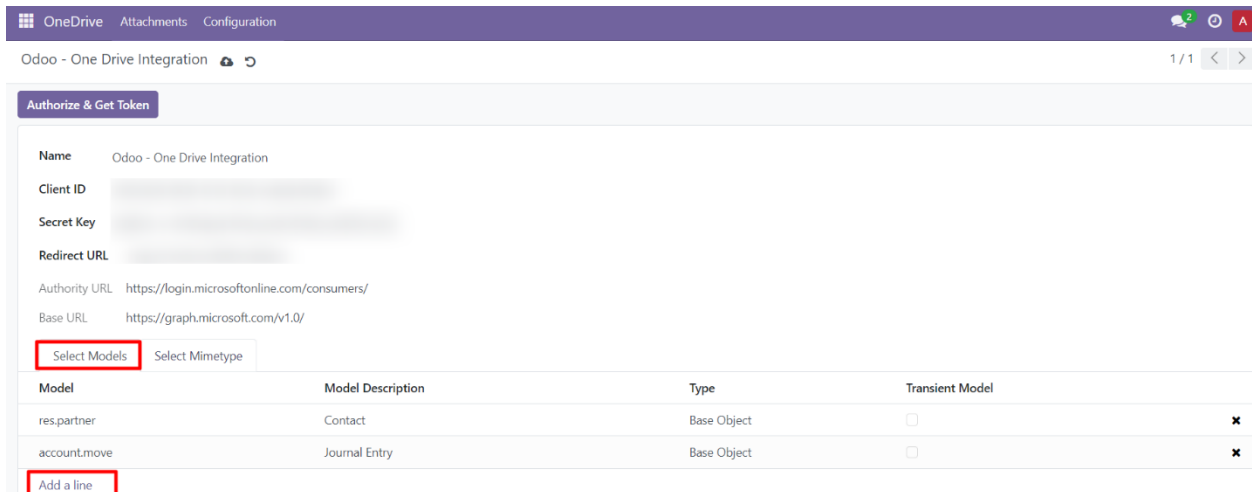 OneDrive Attachments Configuration 2 A
Odoo - One Drive Integration 1 / 1
Authorize & Get Token
Name Odoo - One Drive Integration
Client ID
Secret Key
Redirect URL
Authority URL https://login.microsoftonline.com/consumers/
Base URL https://graph.microsoft.com/v1.0/
Select Models Select Mimetype
Model Model Description Type Transient Model
res.partner Contact Base Object
account.move Journal Entry Base Object
Add a line